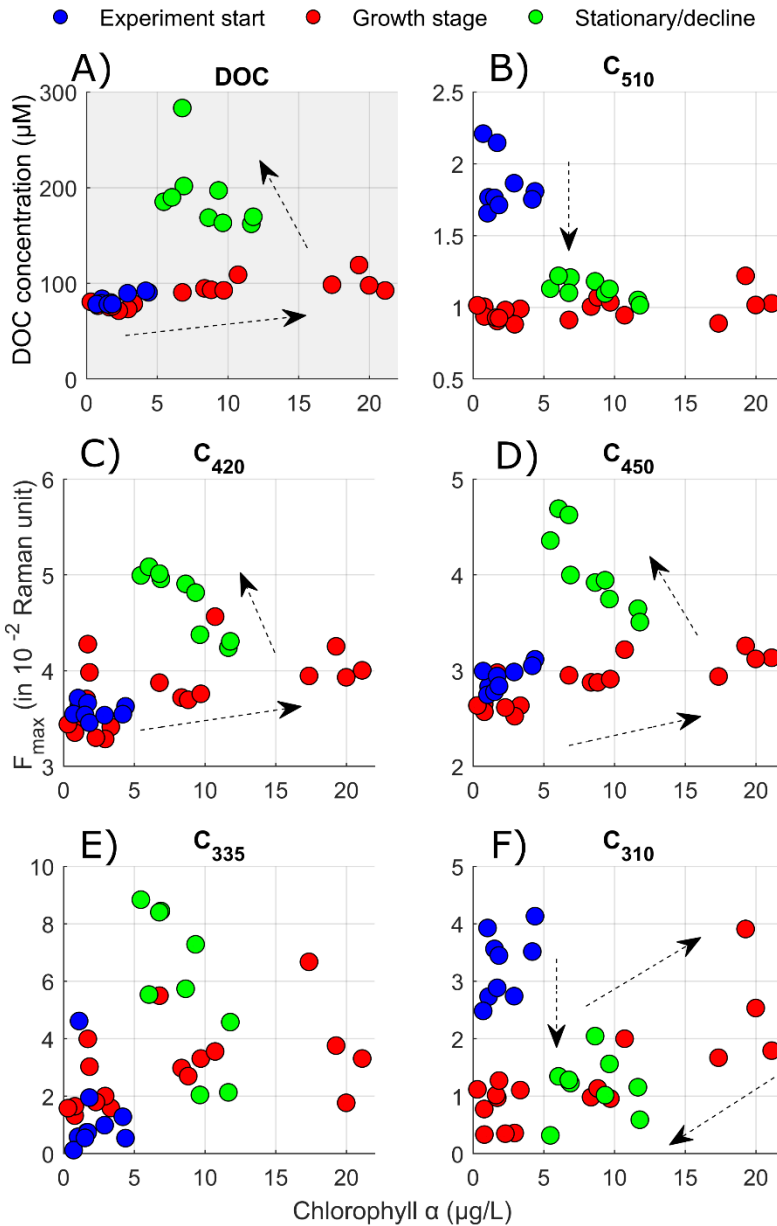 Experiment start Growth stage Stationary/decline
A) DOC
300
200
100
0
0 5 10 15 20
DOC concentration (µM)
B) C510
2.5
2
1.5
1
0.5
0 5 10 15 20
C) C420
6
5
4
3
0 5 10 15 20
D) C450
5
4
3
2
0 5 10 15 20
Fmax (in 10-2 Raman unit)
E) C335
10
8
6
4
2
0
0 5 10 15 20
F) C310
5
4
3
2
1
0
0 5 10 15 20
Chlorophyll α (µg/L)